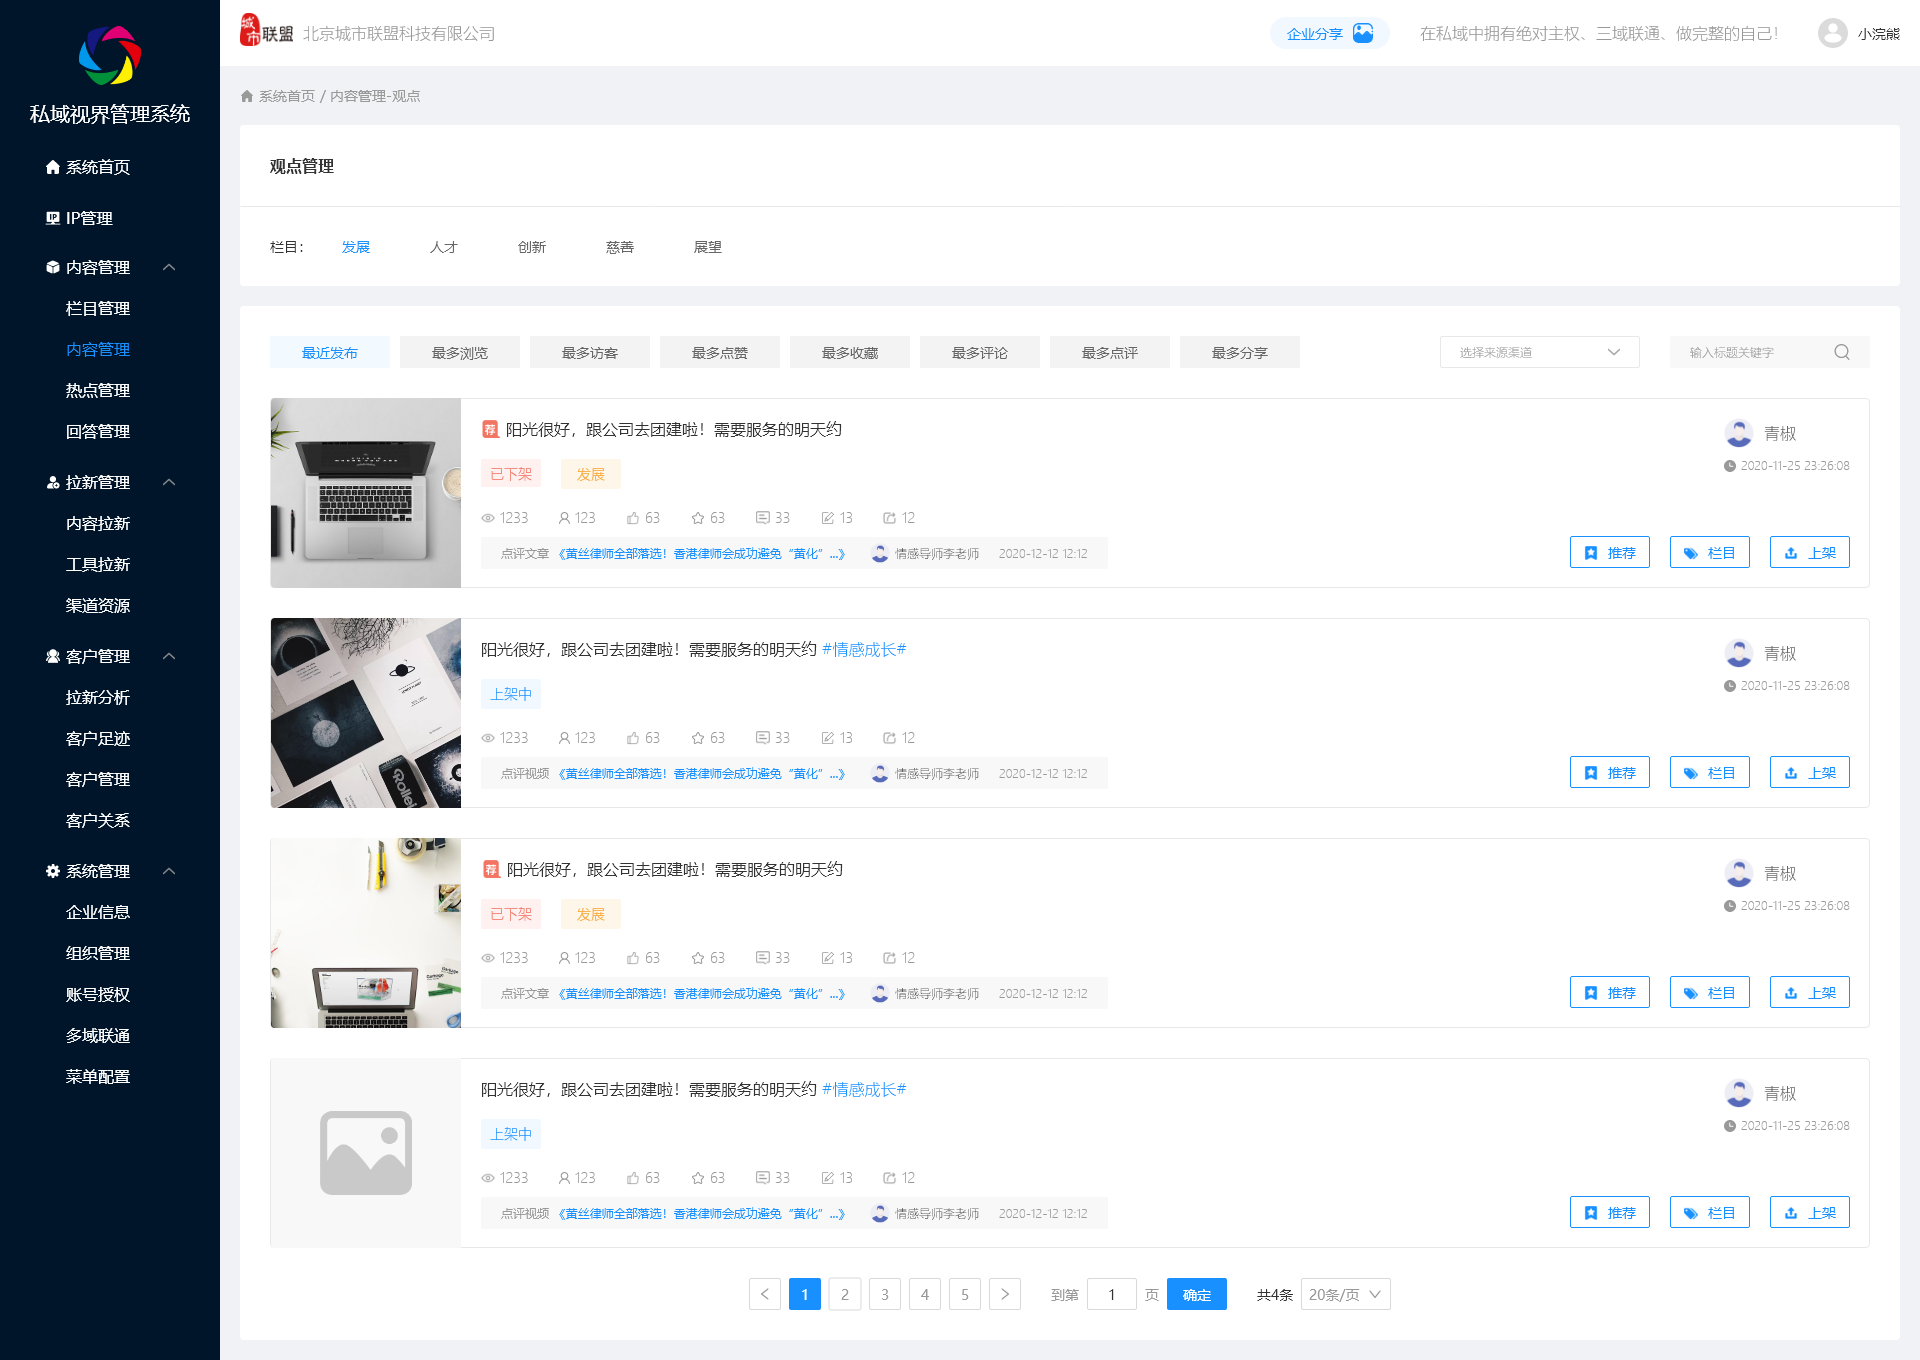 私域视界管理系统
系统首页
IP管理
内容管理
栏目管理
内容管理
热点管理
回答管理
拉新管理
内容拉新
工具拉新
渠道资源
客户管理
拉新分析
客户足迹
客户管理
客户关系
系统管理
企业信息
组织管理
账号授权
多域联通
菜单配置
城市联盟 北京城市联盟科技有限公司
企业分享
在私域中拥有绝对主权、三域联通、做完整的自己！
小浣熊
系统首页 / 内容管理-观点
观点管理
栏目： 发展 人才 创新 慈善 展望
最近发布 最多浏览 最多访客 最多点赞 最多收藏 最多评论 最多点评 最多分享 选择来源渠道 输入标题关键字
荐 阳光很好，跟公司去团建啦！需要服务的明天约
青椒
2020-11-25 23:26:08
已下架 发展
1233 123 63 63 33 13 12
点评文章 《黄丝律师全部落选！香港律师会成功避免“黄化”...》 情感导师李老师 2020-12-12 12:12
推荐 栏目 上架
阳光很好，跟公司去团建啦！需要服务的明天约 #情感成长#
青椒
2020-11-25 23:26:08
上架中
1233 123 63 63 33 13 12
点评视频 《黄丝律师全部落选！香港律师会成功避免“黄化”...》 情感导师李老师 2020-12-12 12:12
推荐 栏目 上架
Rollei
荐 阳光很好，跟公司去团建啦！需要服务的明天约
青椒
2020-11-25 23:26:08
已下架 发展
1233 123 63 63 33 13 12
点评文章 《黄丝律师全部落选！香港律师会成功避免“黄化”...》 情感导师李老师 2020-12-12 12:12
推荐 栏目 上架
阳光很好，跟公司去团建啦！需要服务的明天约 #情感成长#
青椒
2020-11-25 23:26:08
上架中
1233 123 63 63 33 13 12
点评视频 《黄丝律师全部落选！香港律师会成功避免“黄化”...》 情感导师李老师 2020-12-12 12:12
推荐 栏目 上架
< 1 2 3 4 5 > 到第 1 页 确定 共4条 20条/页